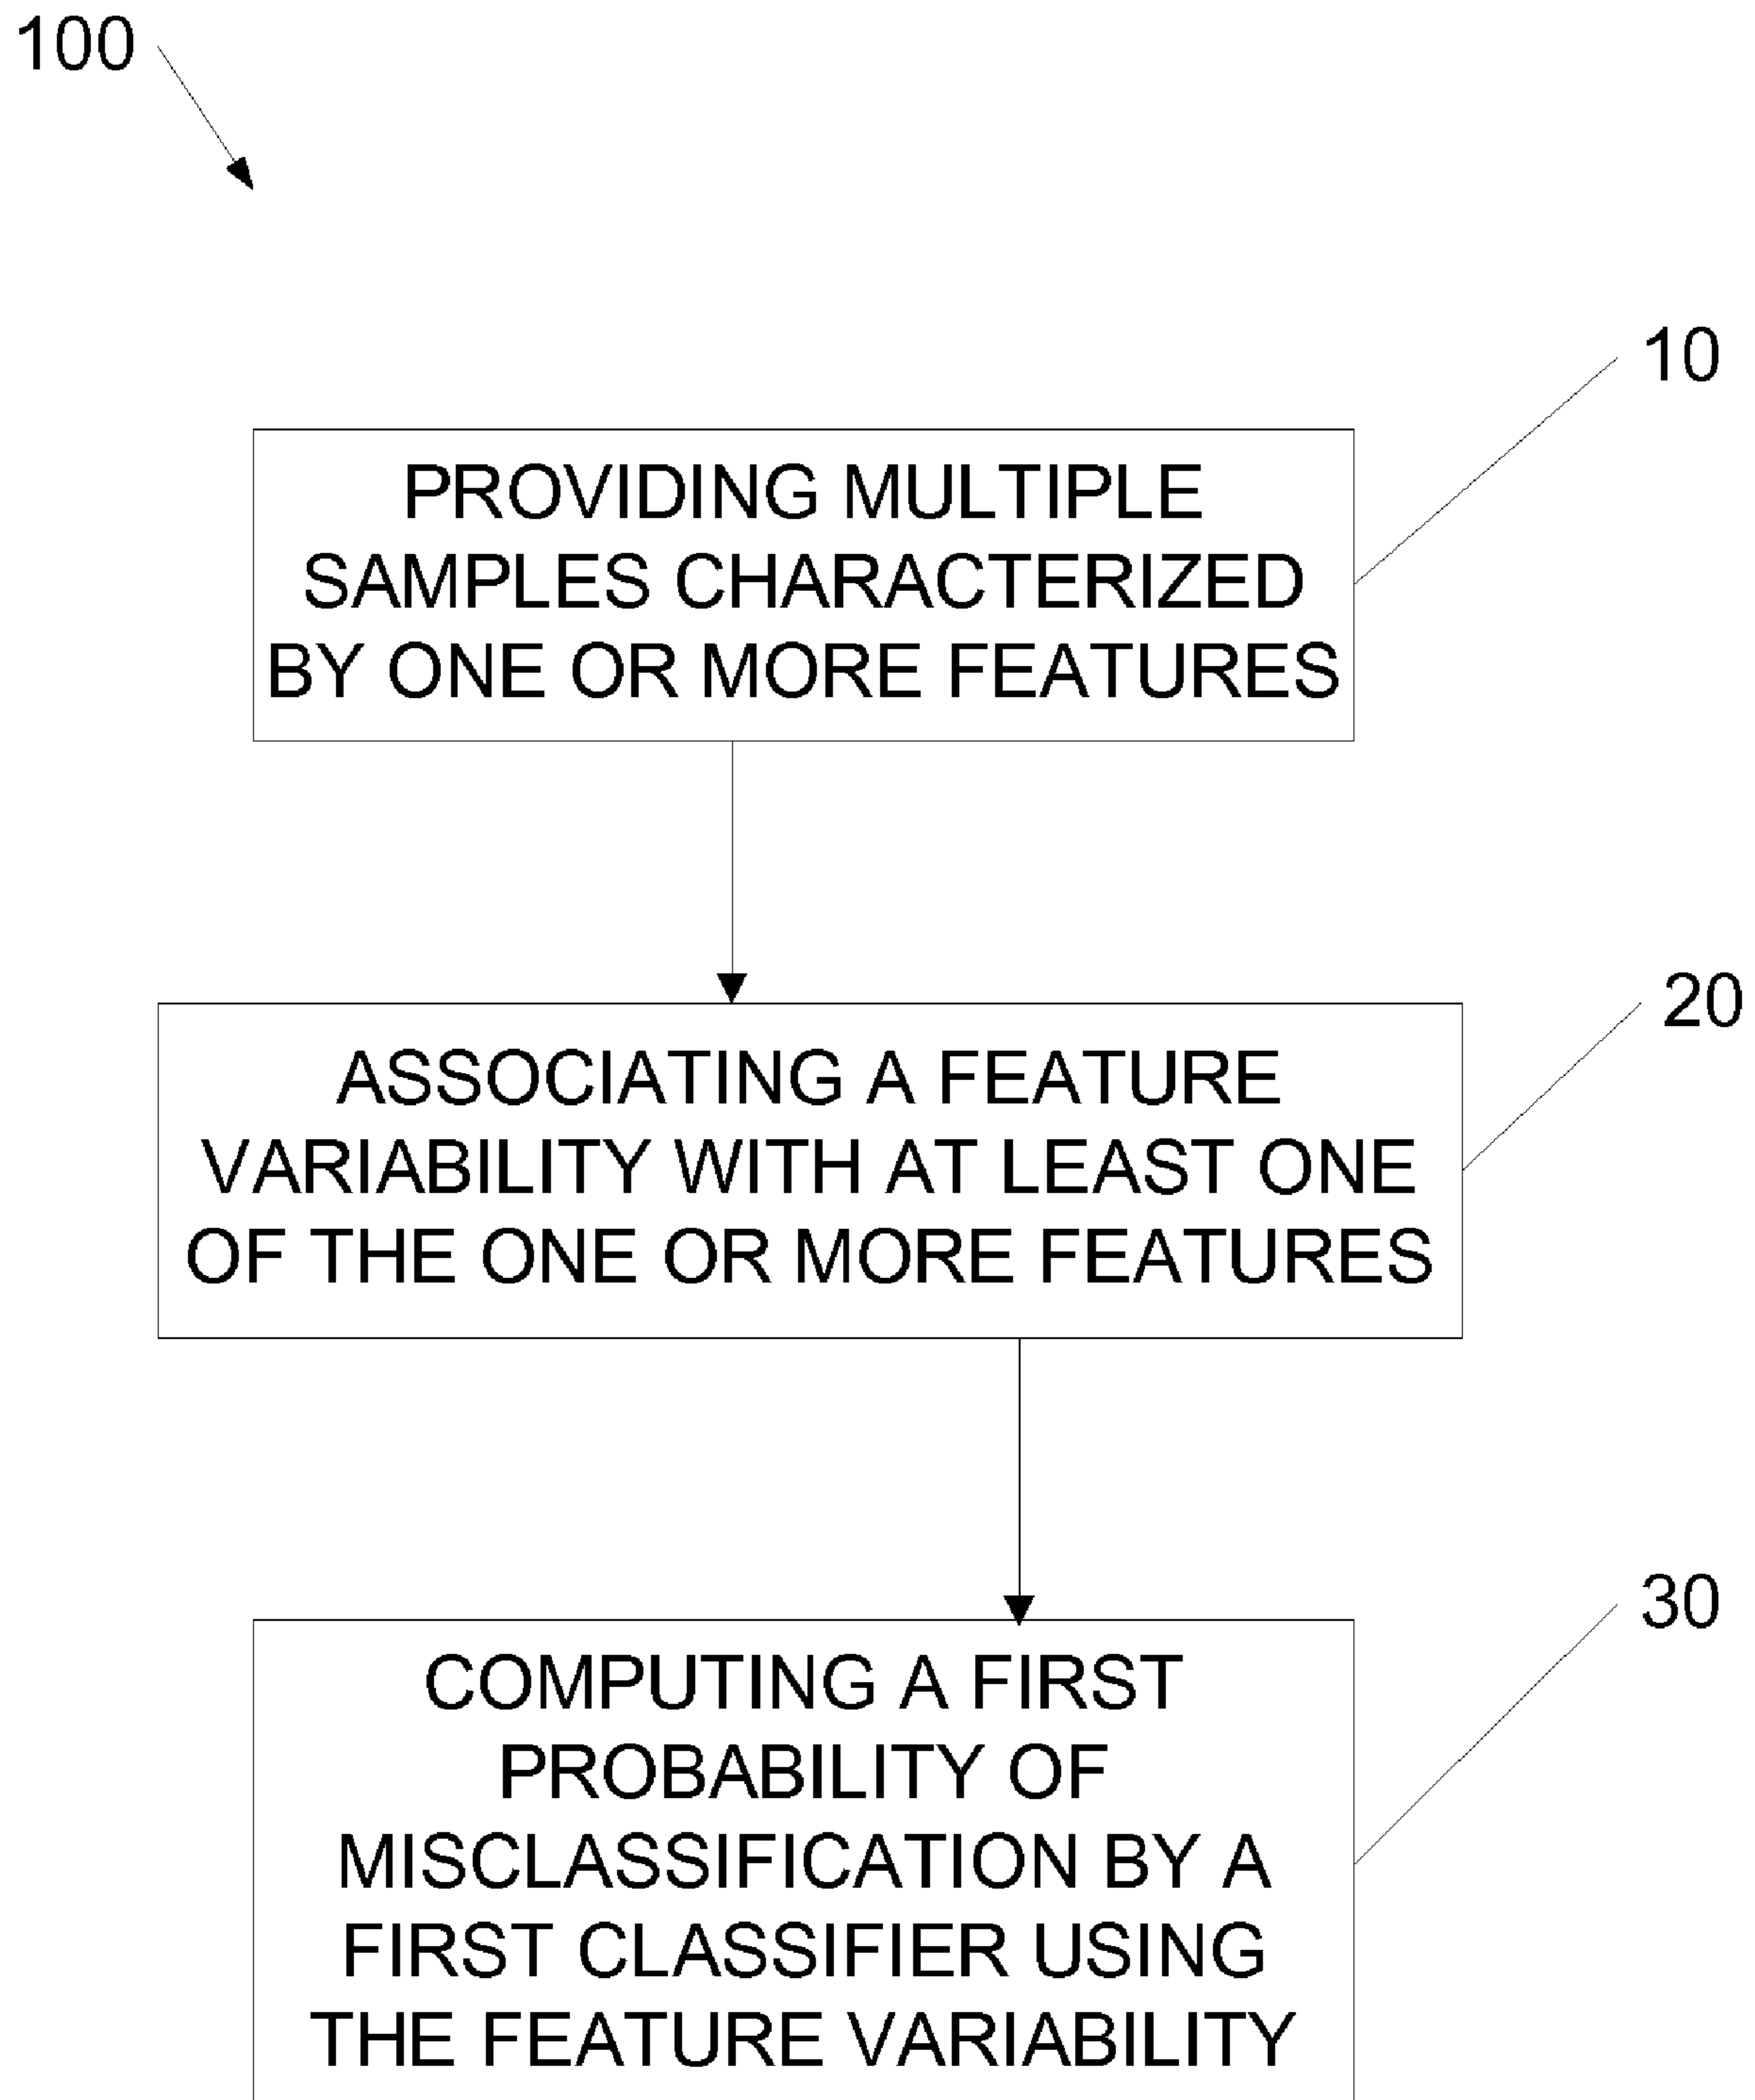 100
10
PROVIDING MULTIPLE
SAMPLES CHARACTERIZED
BY ONE OR MORE FEATURES
20
ASSOCIATING A FEATURE
VARIABILITY WITH AT LEAST ONE
OF THE ONE OR MORE FEATURES
30
COMPUTING A FIRST
PROBABILITY OF
MISCLASSIFICATION BY A
FIRST CLASSIFIER USING
THE FEATURE VARIABILITY